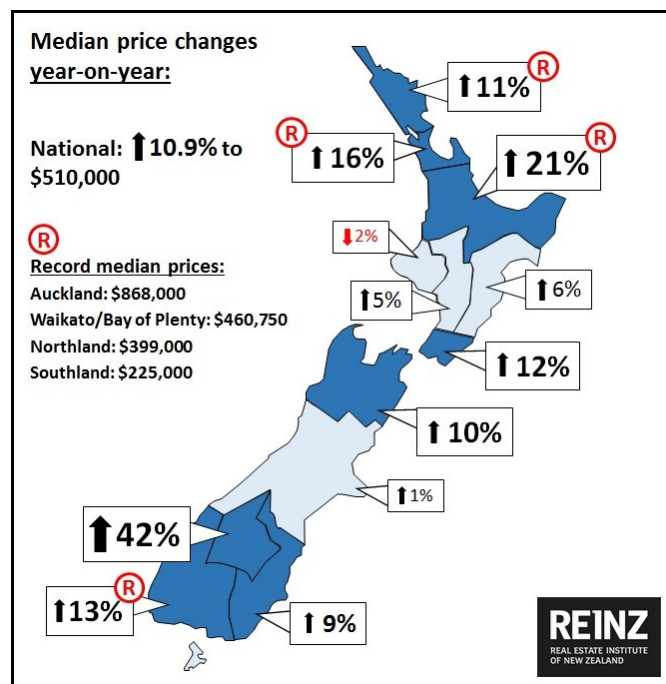 Median price changes
year-on-year:
National: ⬆10.9% to
$510,000
R
Record median prices:
Auckland: $868,000
Waikato/Bay of Plenty: $460,750
Northland: $399,000
Southland: $225,000
⬆11%
R
R
⬆16%
⬆21%
R
⬇2%
⬆5%
⬆6%
⬆12%
⬆10%
⬆1%
⬆42%
⬆13%
R
⬆9%
REINZ
REAL ESTATE INSTITUTE
OF NEW ZEALAND